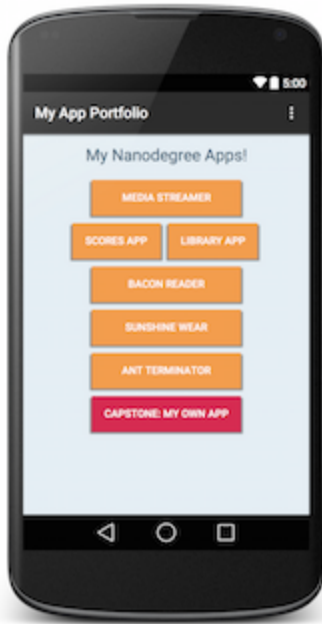 5:00
My App Portfolio
My Nanodegree Apps!
MEDIA STREAMER
SCORES APP LIBRARY APP
BACON READER
SUNSHINE WEAR
ANT TERMINATOR
CAPSTONE: MY OWN APP